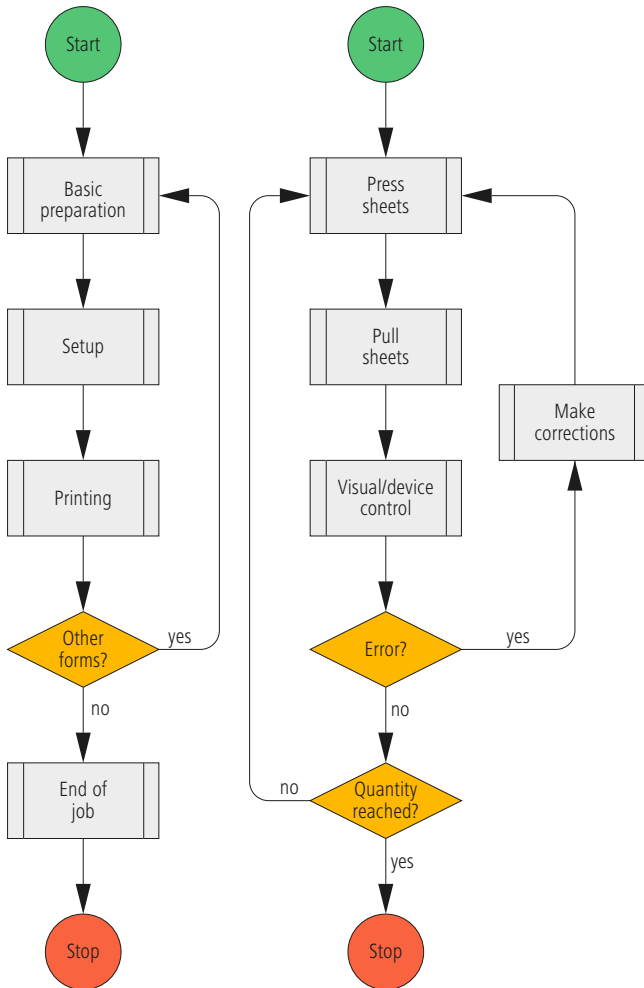 Start
Basic
preparation
Setup
Printing
Other
forms?
yes
no
End of
job
Stop
Start
Press
sheets
Pull
sheets
Make
corrections
Visual/device
control
Error?
yes
no
Quantity
reached?
no
yes
Stop